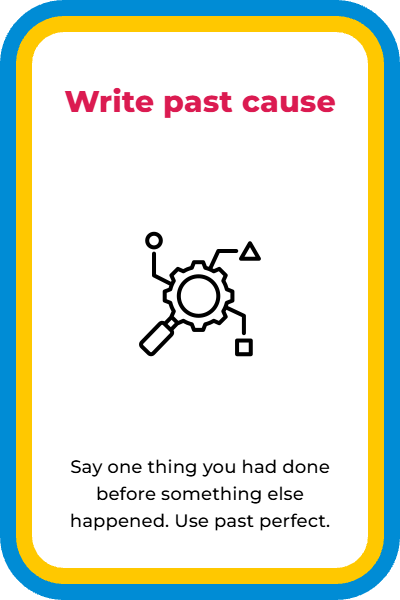 Write past cause
Say one thing you had done
before something else
happened. Use past perfect.